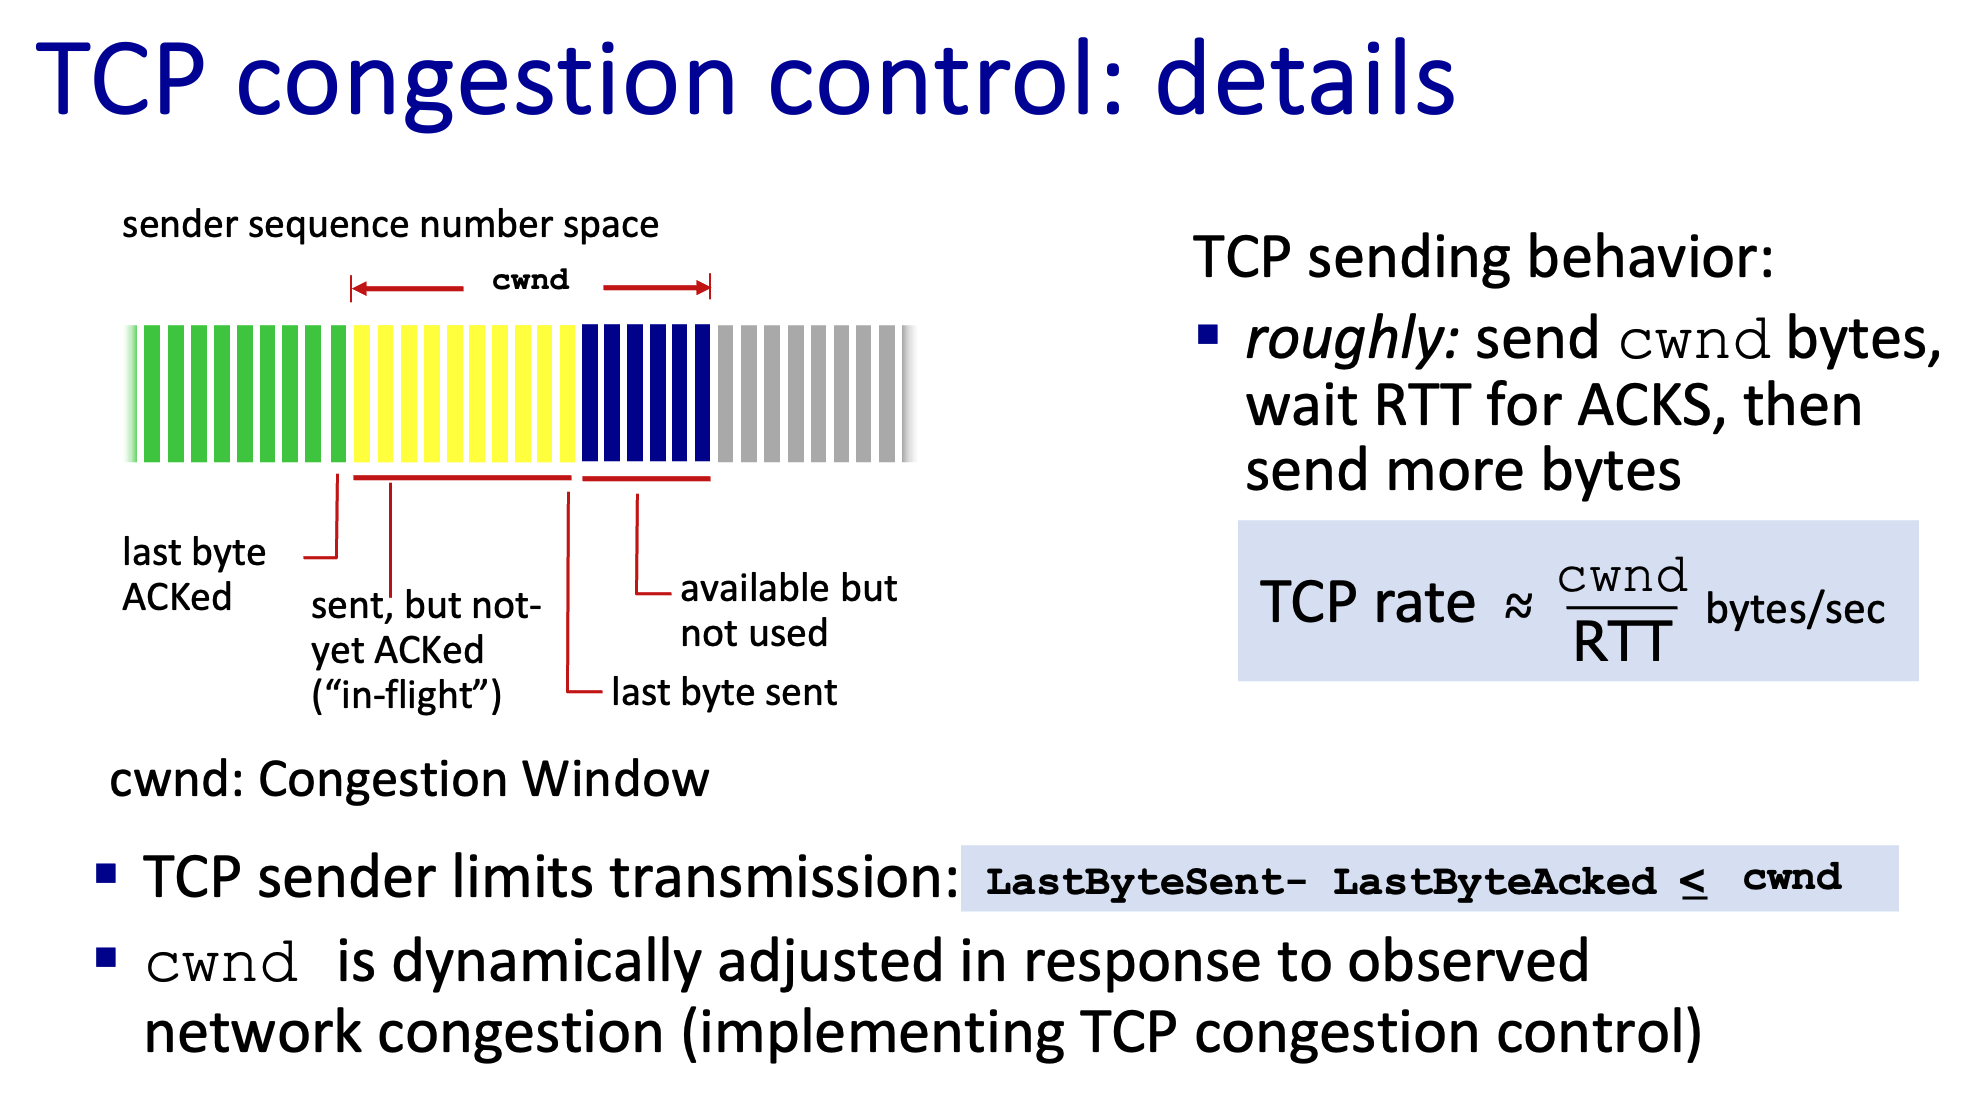 TCP congestion control: details
sender sequence number space
cwnd
last byte
ACKed
sent, but not-
yet ACKed
(“in-flight”)
available but
not used
last byte sent
TCP sending behavior:
roughly: send cwnd bytes,
wait RTT for ACKS, then
send more bytes
TCP rate ≈ cwnd
RTT
bytes/sec
cwnd: Congestion Window
TCP sender limits transmission: LastByteSent- LastByteAcked ≤ cwnd
cwnd is dynamically adjusted in response to observed
network congestion (implementing TCP congestion control)